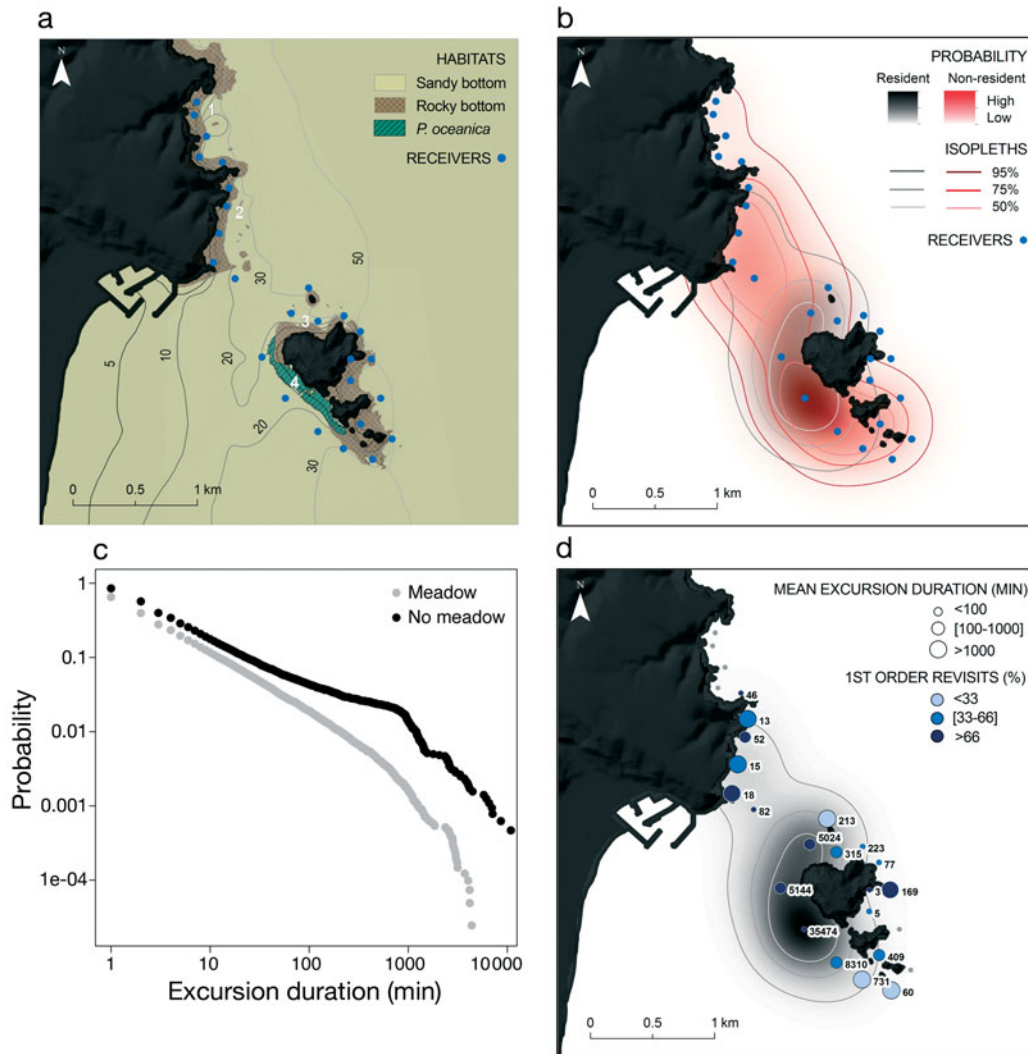 a
N
HABITATS
Sandy bottom
Rocky bottom
P. oceanica
RECEIVERS
1
2
3
4
50
30
20
10
5
20
30
0 0.5 1 km
b
N
PROBABILITY
Resident Non-resident
High
Low
ISOPLETHS
95%
75%
50%
RECEIVERS
0 0.5 1 km
c
Meadow
No meadow
Probability
1
0.1
0.01
0.001
1e-04
1 10 100 1000 10000
Excursion duration (min)
d
N
MEAN EXCURSION DURATION (MIN)
<100
[100-1000]
>1000
1ST ORDER REVISITS (%)
<33
[33-66]
>66
46
13
52
15
18
82
213
5024
315
223
77
5144
3
169
5
35474
409
8310
731
60
0 0.5 1 km